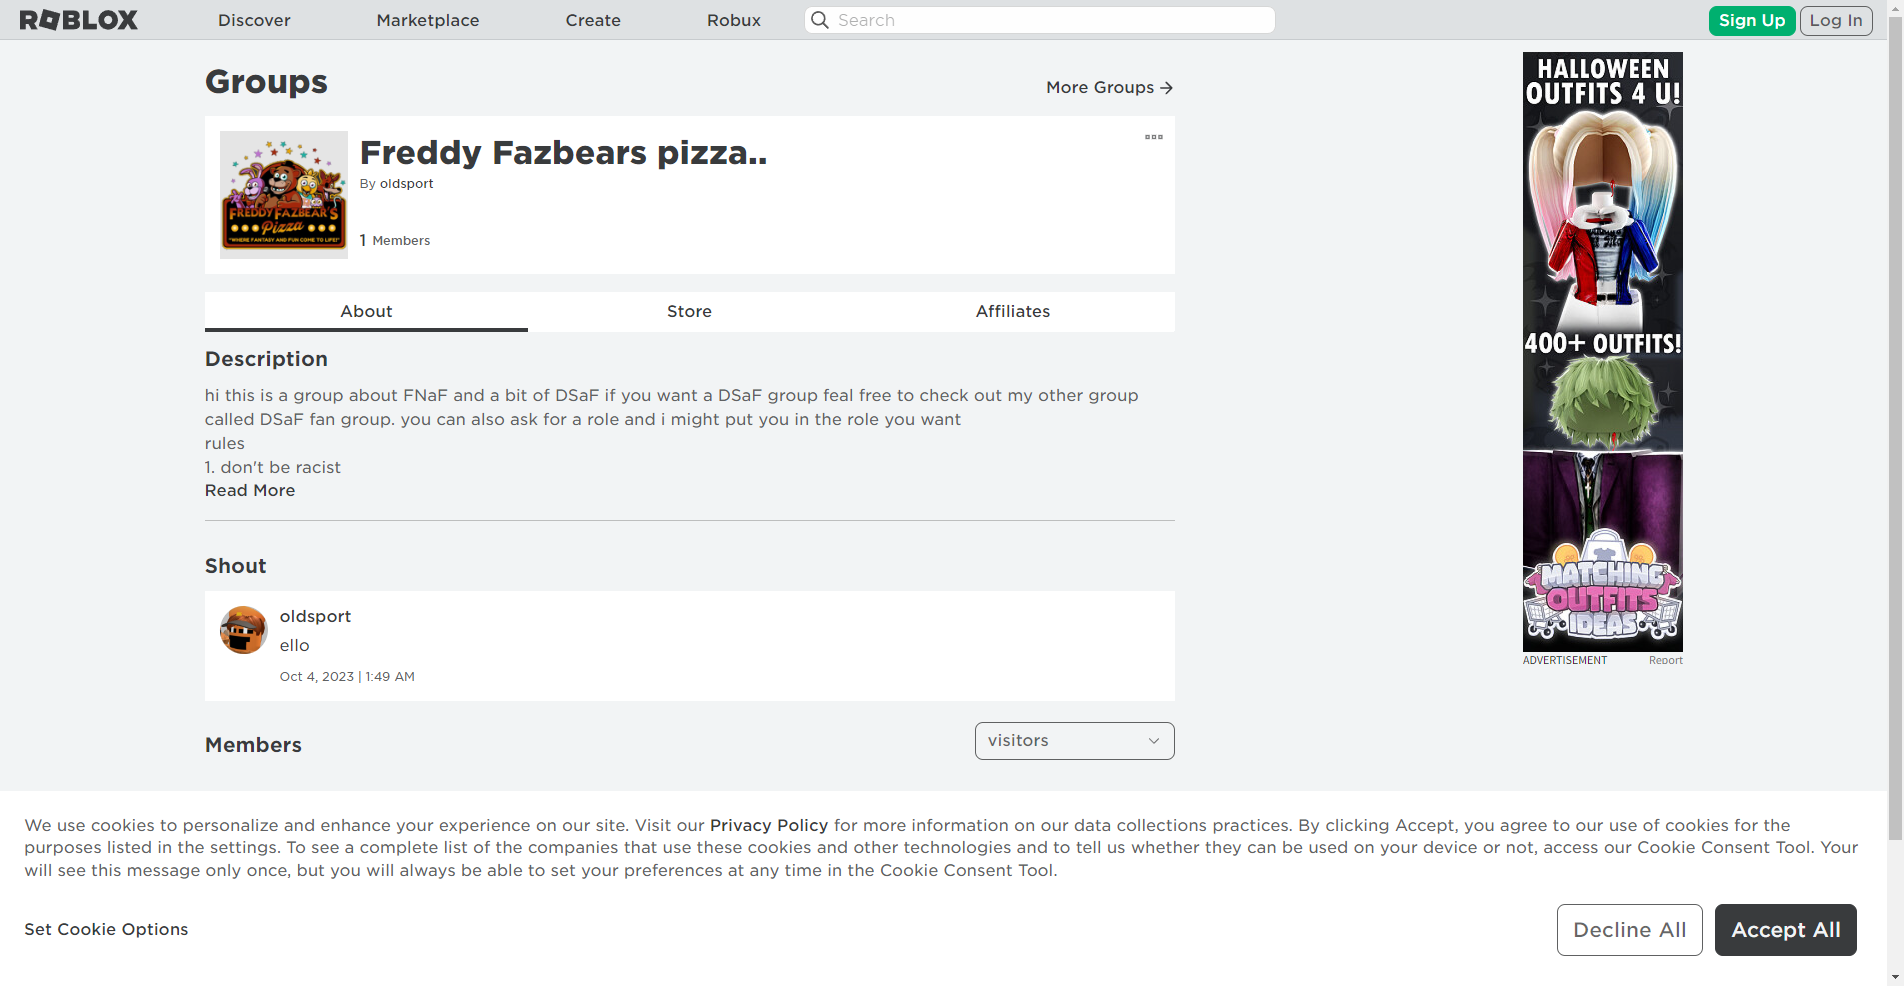 ROBLOX
Discover
Marketplace
Create
Robux
Search
Sign Up
Log In
Groups
More Groups →
FREDDY FAZBEAR'S
Pizza
"WHERE FANTASY AND FUN COME TO LIFE!"
Freddy Fazbears pizza..
By oldsport
1 Members
About
Store
Affiliates
Description
hi this is a group about FNaF and a bit of DSaF if you want a DSaF group feal free to check out my other group
called DSaF fan group. you can also ask for a role and i might put you in the role you want
rules
1. don't be racist
Read More
Shout
oldsport
ello
Oct 4, 2023 | 1:49 AM
Members
visitors
HALLOWEEN
OUTFITS 4 U!
400+ OUTFITS!
MATCHING
OUTFITS
IDEAS
ADVERTISEMENT
Report
We use cookies to personalize and enhance your experience on our site. Visit our Privacy Policy for more information on our data collections practices. By clicking Accept, you agree to our use of cookies for the
purposes listed in the settings. To see a complete list of the companies that use these cookies and other technologies and to tell us whether they can be used on your device or not, access our Cookie Consent Tool. Your
will see this message only once, but you will always be able to set your preferences at any time in the Cookie Consent Tool.
Set Cookie Options
Decline All
Accept All